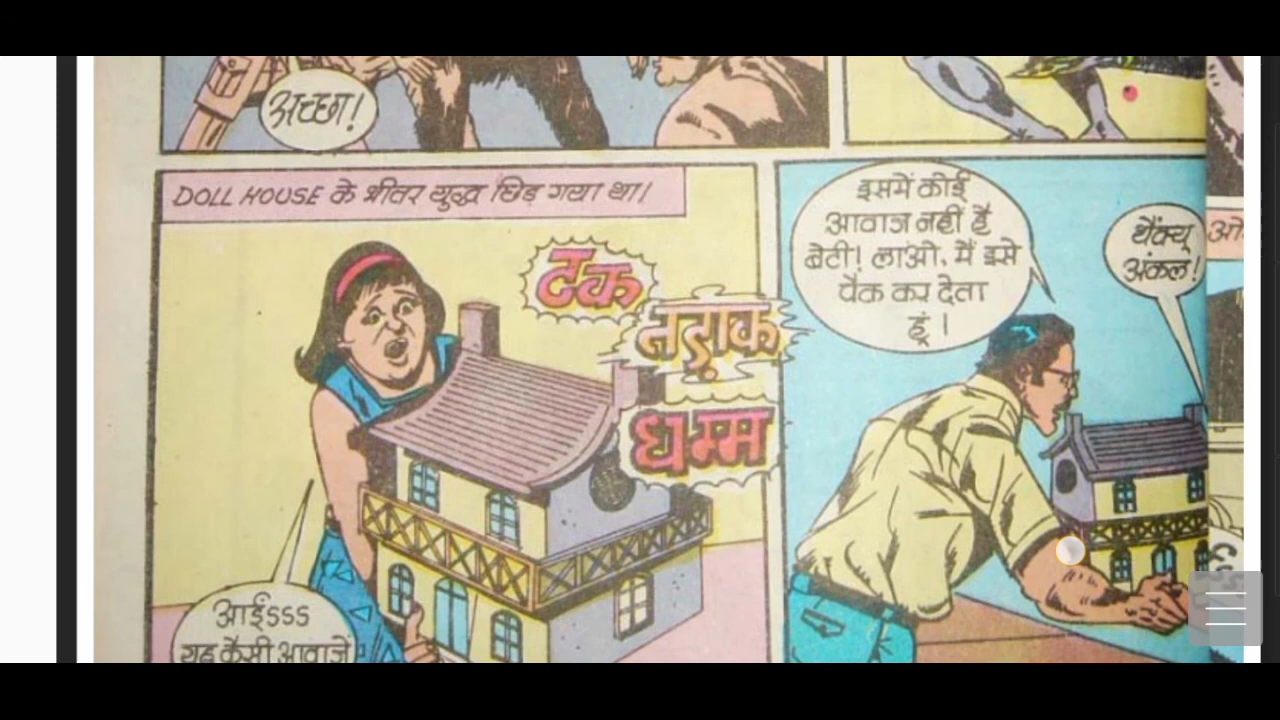 अच्छा!
DOLL HOUSE के भीतर युद्ध छिड़ गया था।
टक
तड़ाक
धम्म
आईsss
यह कैसी आवाजें
इसमें कोई
आवाज नहीं है
बेटी! लाओ, मैं इसे
पैक कर देता
हूं।
थैंक्यू
अंकल!